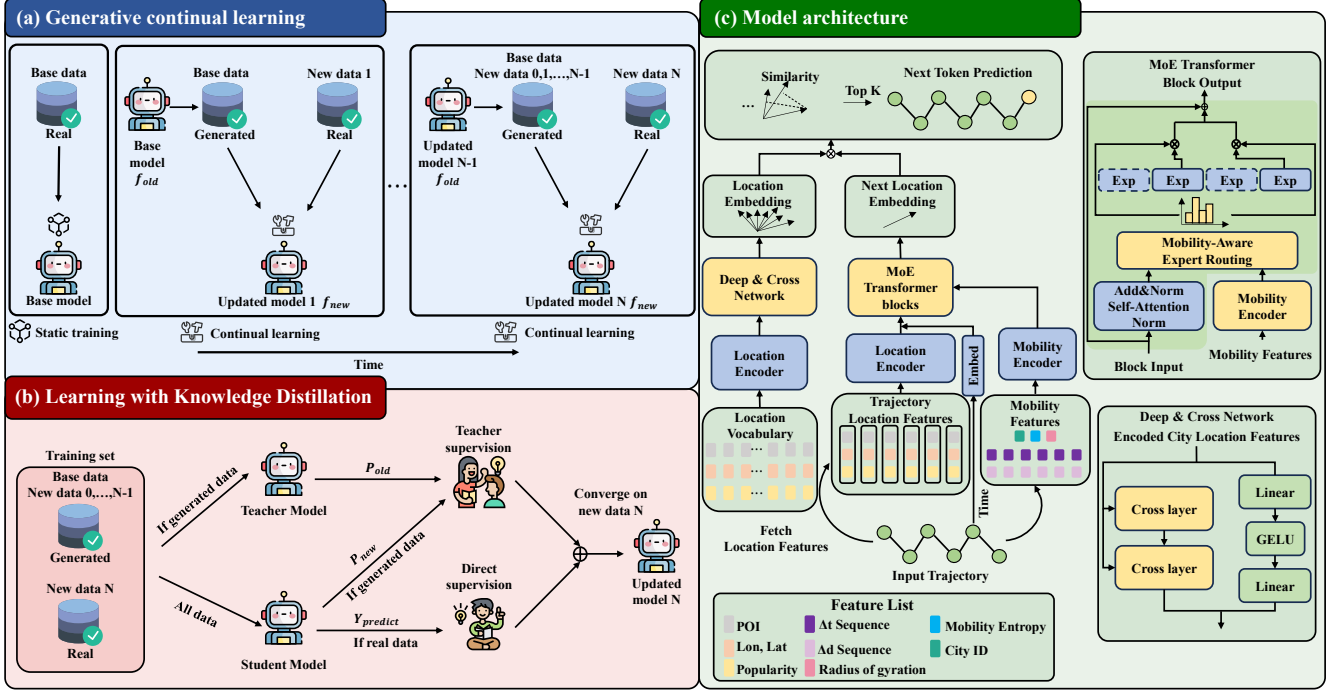 (a) Generative continual learning
Base data
Real
Base model
Static training
Base model
f_old
Base data
Generated
New data 1
Real
Updated model 1 f_new
Continual learning
...
Updated
model N-1
f_old
Base data
New data 0,1,…,N-1
Generated
New data N
Real
Updated model N f_new
Continual learning
Time
(b) Learning with Knowledge Distillation
Training set
Base data
New data 0,…,N-1
Generated
New data N
Real
If generated data
All data
Teacher Model
Student Model
P_old
P_new
If generated data
Y_predict
If real data
Teacher
supervision
Direct
supervision
Converge on
new data N
Updated
model N
(c) Model architecture
Similarity
...
Top K
Next Token Prediction
Location
Embedding
Next Location
Embedding
Deep & Cross
Network
MoE
Transformer
blocks
Location
Encoder
Location
Encoder
Embed
Mobility
Encoder
Location
Vocabulary
...
...
...
Trajectory
Location Features
Mobility
Features
Time
Fetch
Location Features
Input Trajectory
Feature List
POI
Lon, Lat
Popularity
Δt Sequence
Δd Sequence
Radius of gyration
Mobility Entropy
City ID
MoE Transformer
Block Output
Exp
Exp
Exp
Exp
Mobility-Aware
Expert Routing
Add&Norm
Self-Attention
Norm
Mobility
Encoder
Block Input
Mobility Features
Deep & Cross Network
Encoded City Location Features
Cross layer
Cross layer
Linear
GELU
Linear